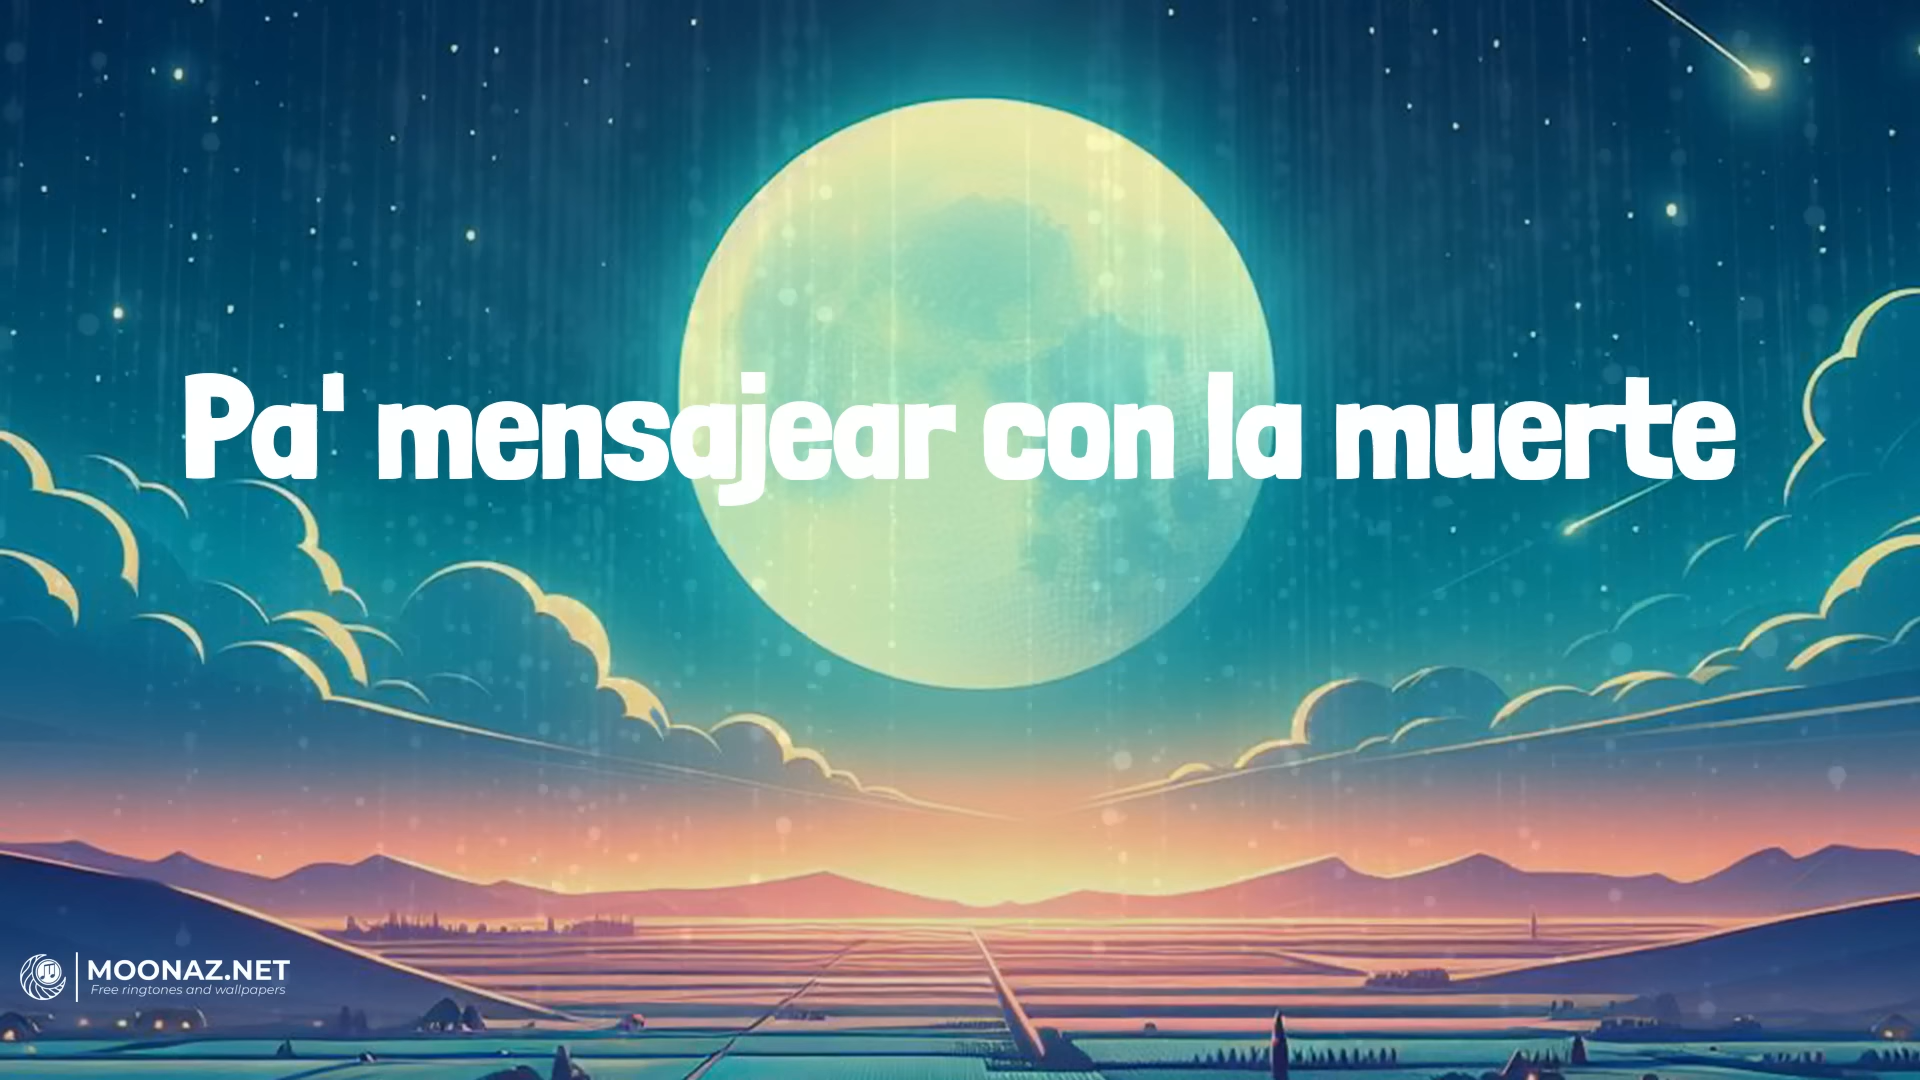 Pa' mensajear con la muerte
MOONAZ.NET
Free ringtones and wallpapers